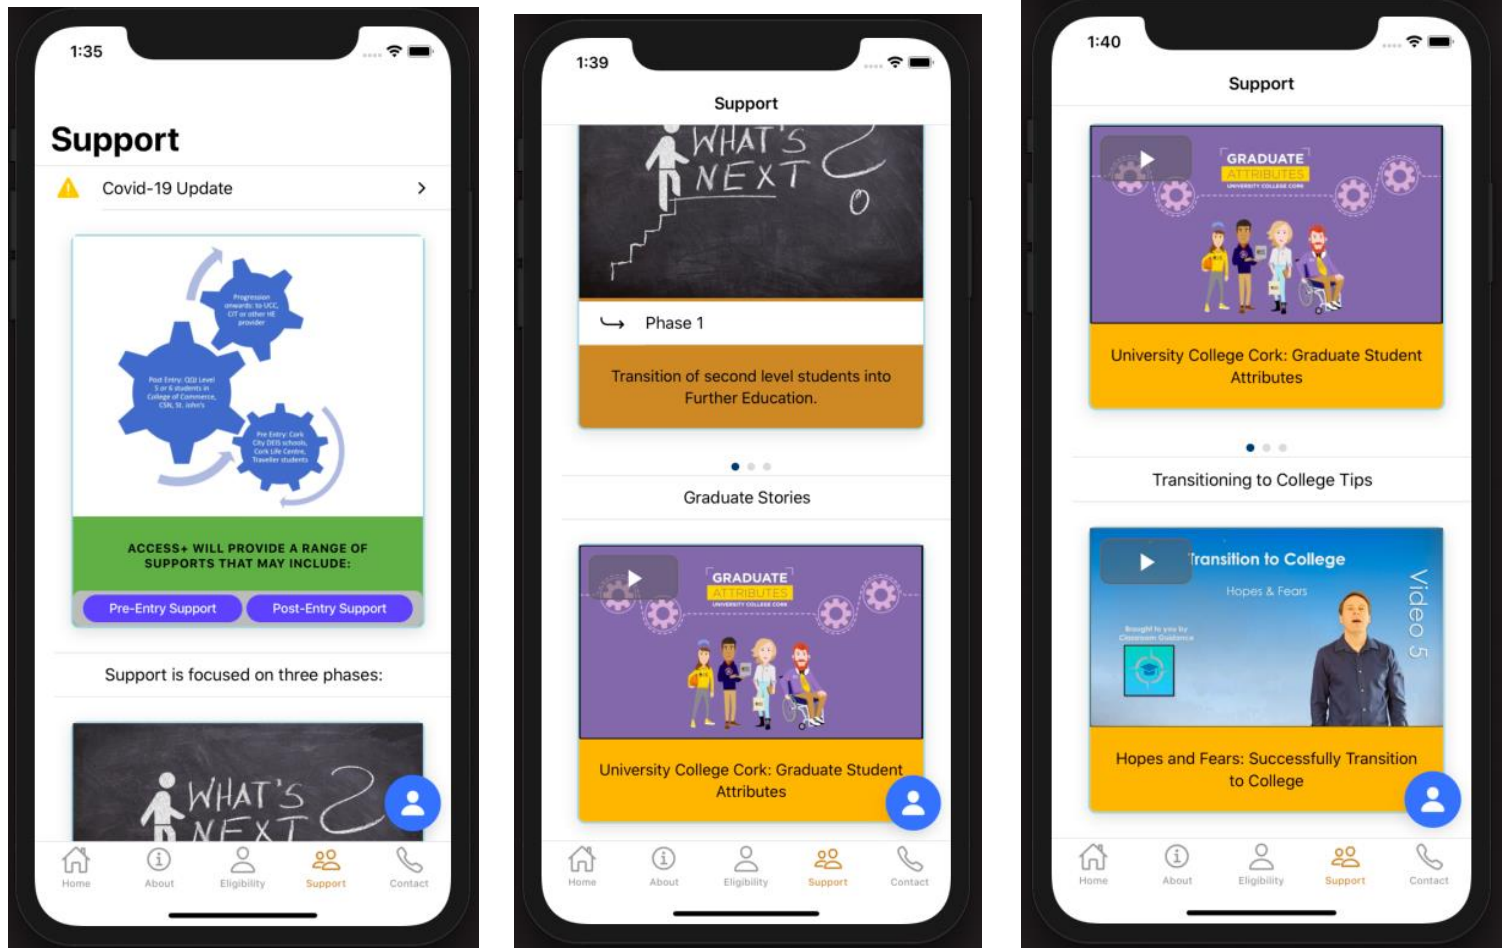 1:35
Support
Covid-19 Update
Progression
onwards: to UCC,
CIT or other HE
provider
Post Entry: QQI Level
5 or 6 students in
College of Commerce,
CSN, St. John's
Pre Entry: Cork
City DEIS schools,
Cork Life Centre,
Traveller students
ACCESS+ WILL PROVIDE A RANGE OF
SUPPORTS THAT MAY INCLUDE:
Pre-Entry Support
Post-Entry Support
Support is focused on three phases:
WHAT'S
NEXT
Home
About
Eligibility
Support
Contact
1:39
Support
WHAT'S
NEXT
Phase 1
Transition of second level students into
Further Education.
Graduate Stories
GRADUATE
ATTRIBUTES
UNIVERSITY COLLEGE CORK
University College Cork: Graduate Student
Attributes
Home
About
Eligibility
Support
Contact
1:40
Support
GRADUATE
ATTRIBUTES
UNIVERSITY COLLEGE CORK
University College Cork: Graduate Student
Attributes
Transitioning to College Tips
Transition to College
Hopes & Fears
Video 5
Brought to you by
Classroom Guidance
Hopes and Fears: Successfully Transition
to College
Home
About
Eligibility
Support
Contact